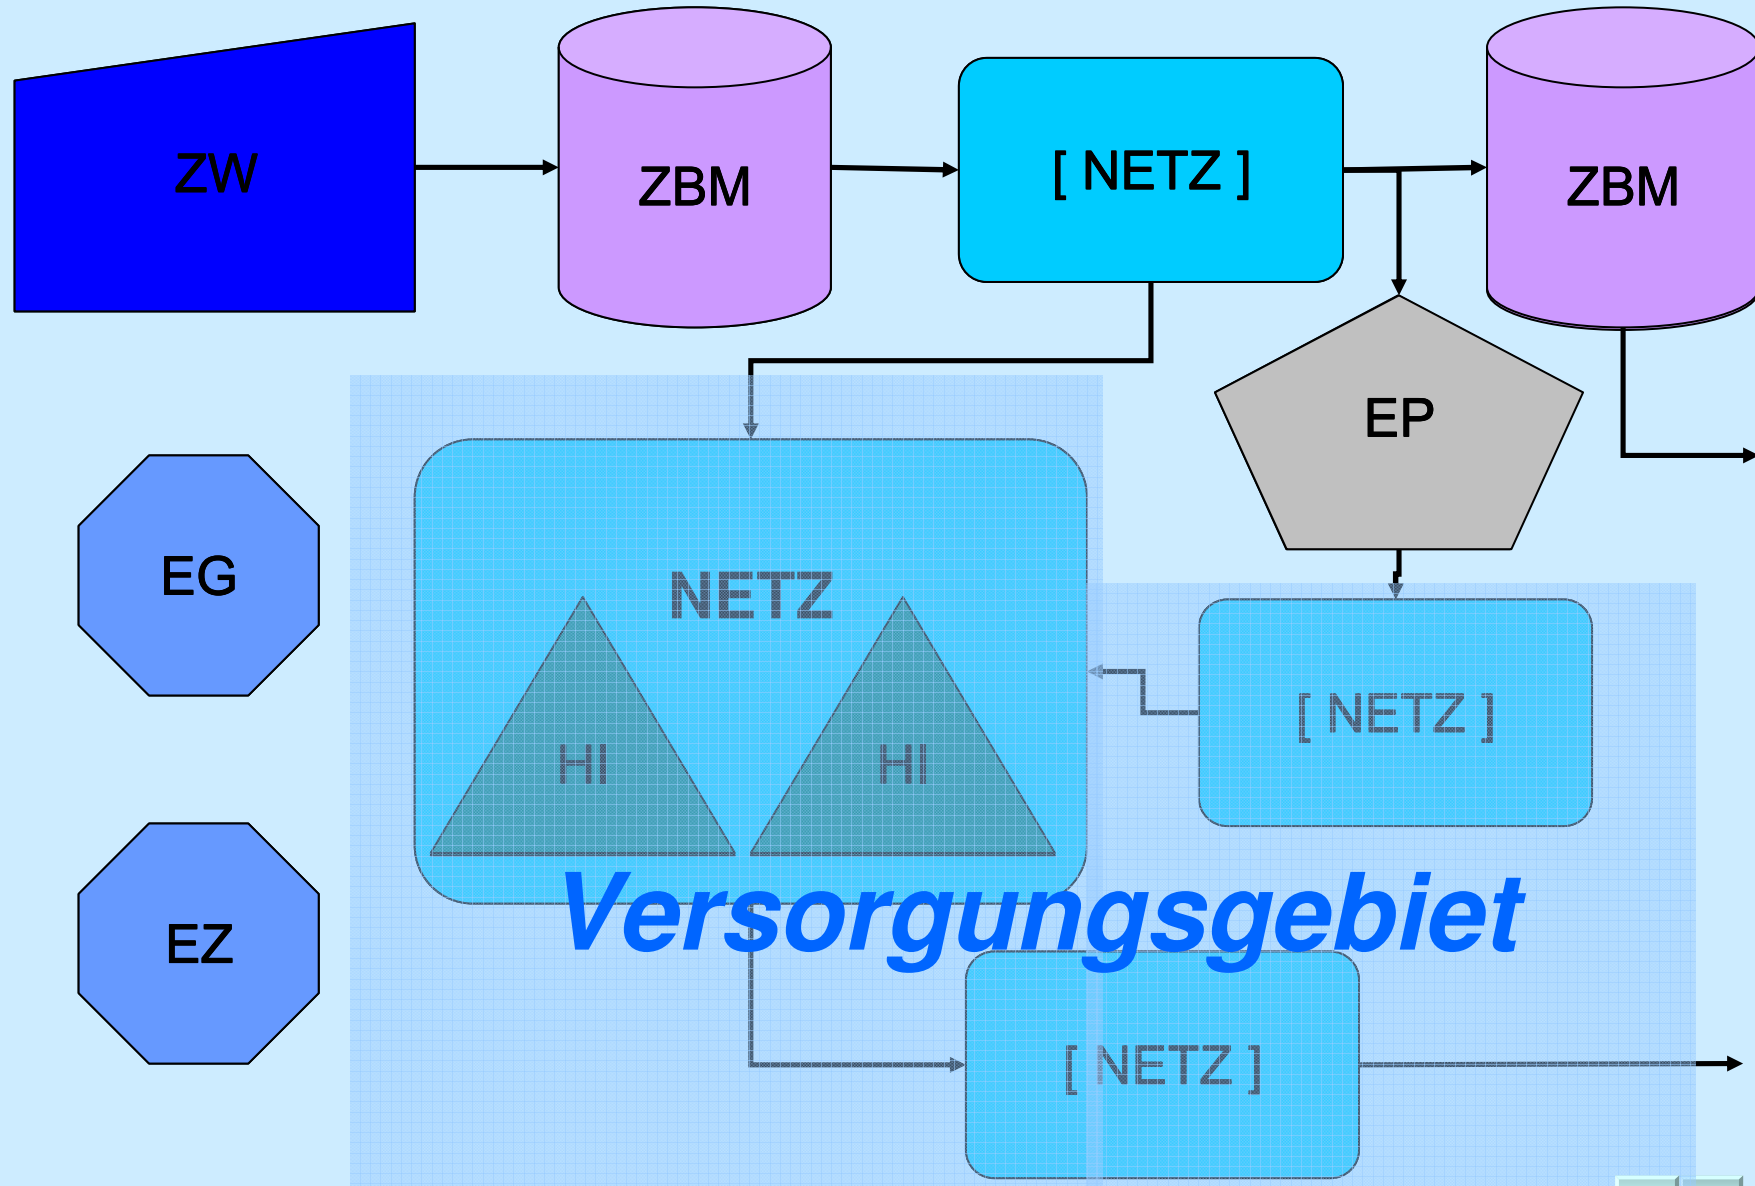 ZW
ZBM
[ NETZ ]
ZBM
EP
EG
NETZ
HI
HI
[ NETZ ]
EZ
Versorgungsgebiet
[ NETZ ]